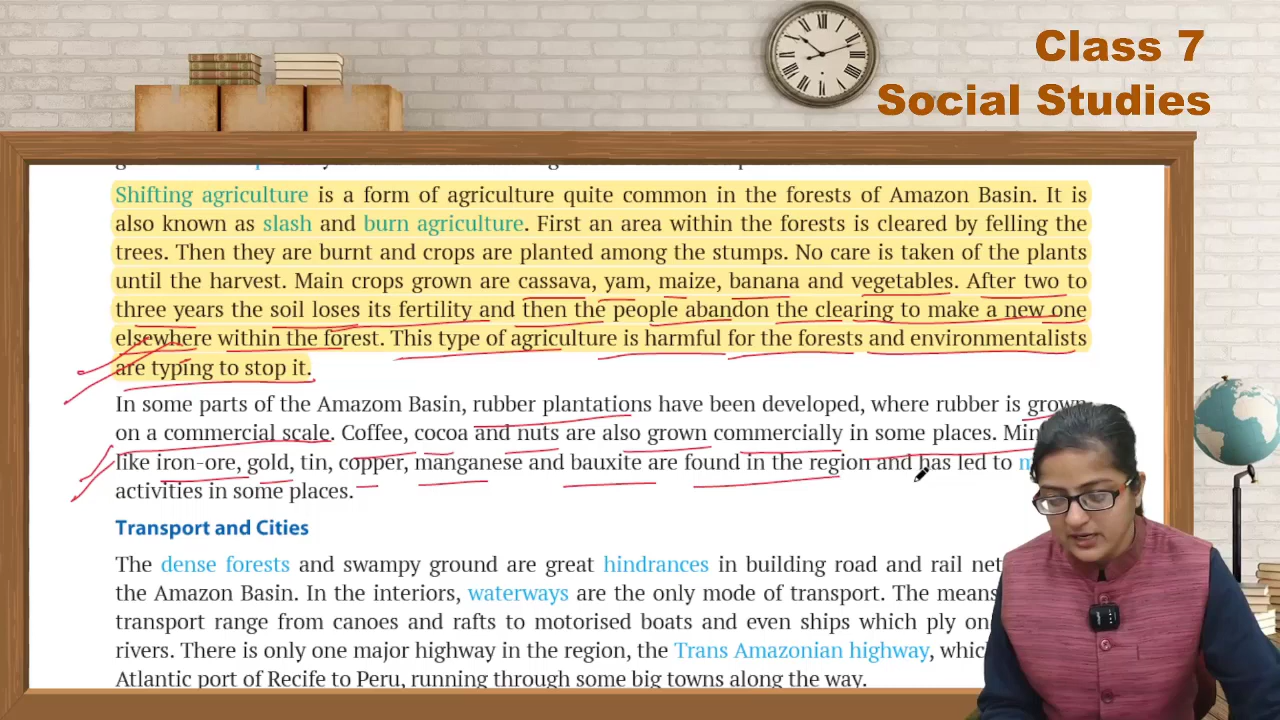 Class 7
Social Studies
Shifting agriculture is a form of agriculture quite common in the forests of Amazon Basin. It is
also known as slash and burn agriculture. First an area within the forests is cleared by felling the
trees. Then they are burnt and crops are planted among the stumps. No care is taken of the plants
until the harvest. Main crops grown are cassava, yam, maize, banana and vegetables. After two to
three years the soil loses its fertility and then the people abandon the clearing to make a new one
elsewhere within the forest. This type of agriculture is harmful for the forests and environmentalists
are typing to stop it.
In some parts of the Amazom Basin, rubber plantations have been developed, where rubber is grown
on a commercial scale. Coffee, cocoa and nuts are also grown commercially in some places.
like iron-ore, gold, tin, copper, manganese and bauxite are found in the region and has led to
activities in some places.
Transport and Cities
The dense forests and swampy ground are great hindrances in building road and rail
the Amazon Basin. In the interiors, waterways are the only mode of transport. The means
transport range from canoes and rafts to motorised boats and even ships which ply
rivers. There is only one major highway in the region, the Trans Amazonian highway,
Atlantic port of Recife to Peru, running through some big towns along the way.